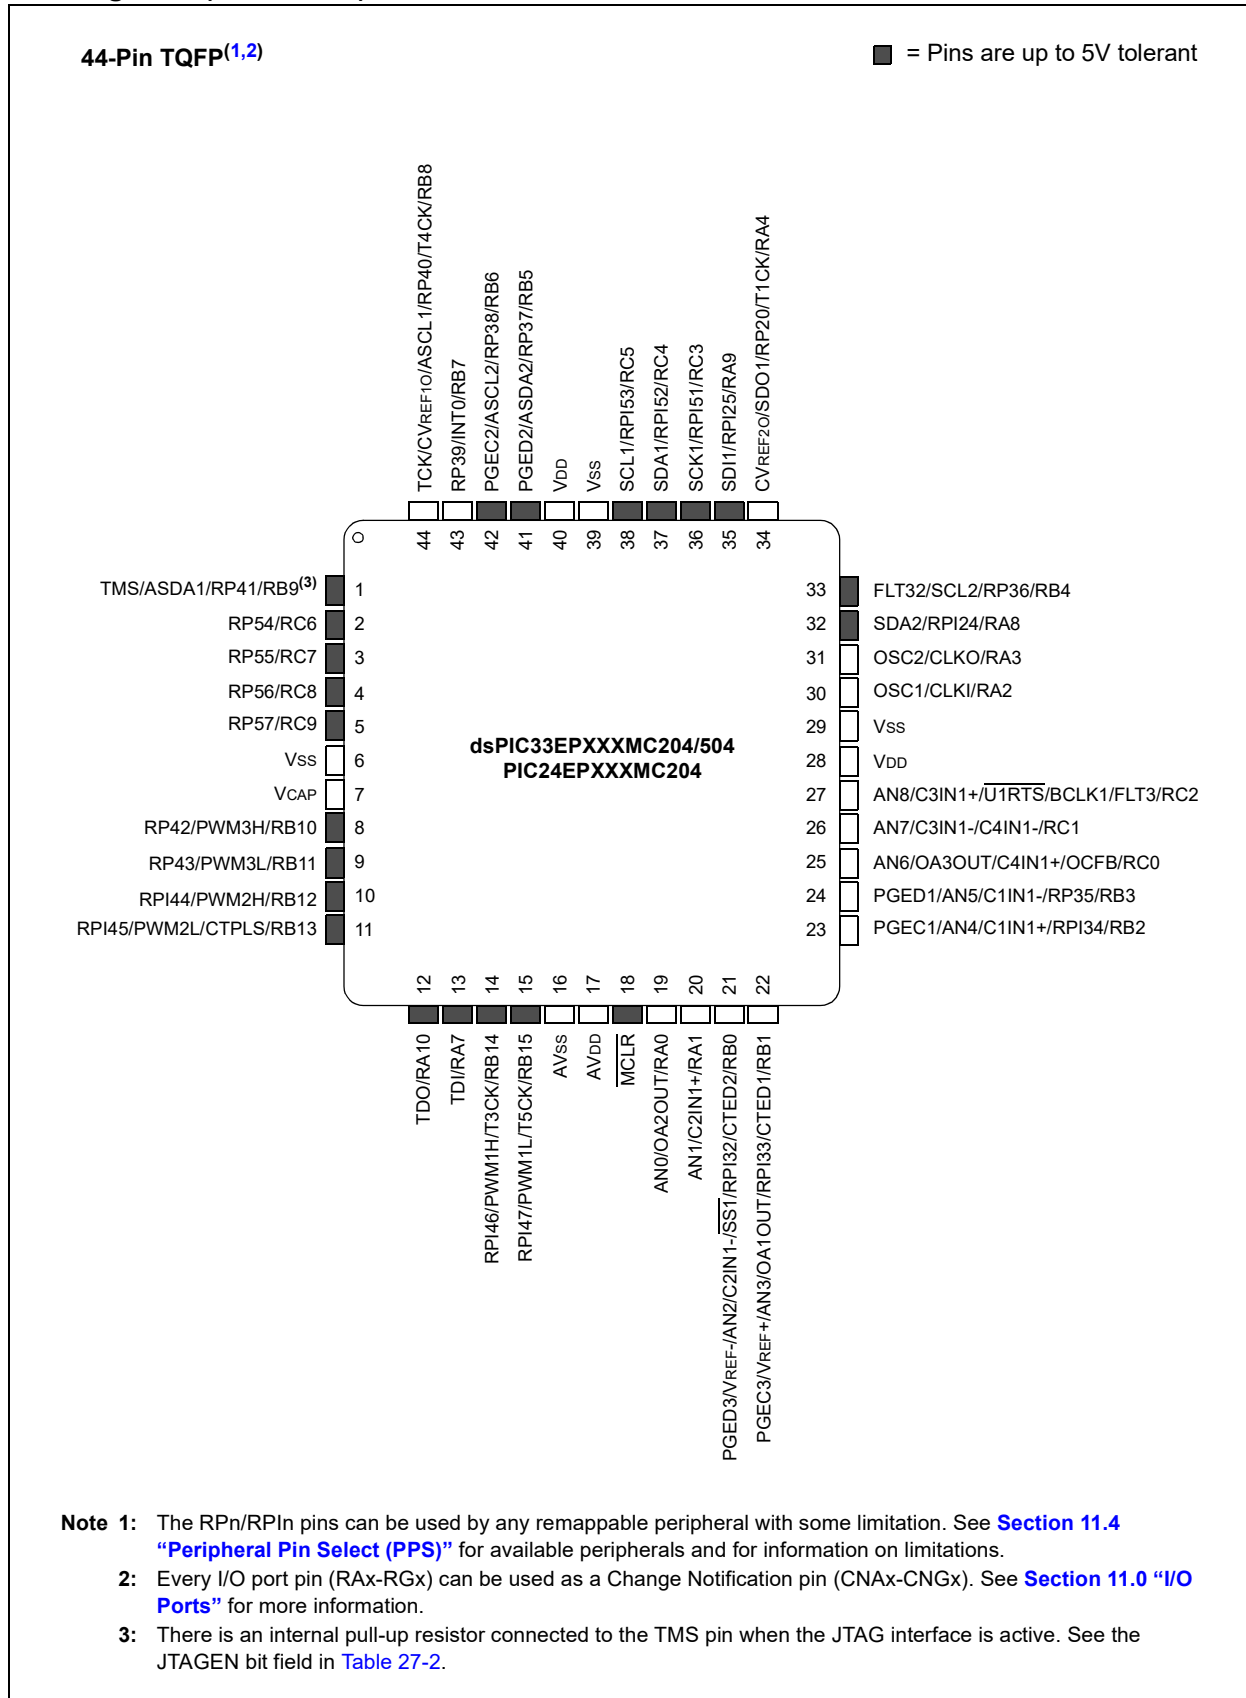 44-Pin TQFP(1,2)
= Pins are up to 5V tolerant
TCK/CVREF1O/ASCL1/RP40/T4CK/RB8
RP39/INT0/RB7
PGEC2/ASCL2/RP38/RB6
PGED2/ASDA2/RP37/RB5
VDD
VSS
SCL1/RPI53/RC5
SDA1/RPI52/RC4
SCK1/RPI51/RC3
SDI1/RPI25/RA9
CVREF2O/SDO1/RP20/T1CK/RA4
44
43
42
41
40
39
38
37
36
35
34
TMS/ASDA1/RP41/RB9(3) 1
RP54/RC6 2
RP55/RC7 3
RP56/RC8 4
RP57/RC9 5
VSS 6
VCAP 7
RP42/PWM3H/RB10 8
RP43/PWM3L/RB11 9
RPI44/PWM2H/RB12 10
RPI45/PWM2L/CTPLS/RB13 11
dsPIC33EPXXXMC204/504
PIC24EPXXXMC204
33 FLT32/SCL2/RP36/RB4
32 SDA2/RPI24/RA8
31 OSC2/CLKO/RA3
30 OSC1/CLKI/RA2
29 VSS
28 VDD
27 AN8/C3IN1+/U1RTS/BCLK1/FLT3/RC2
26 AN7/C3IN1-/C4IN1-/RC1
25 AN6/OA3OUT/C4IN1+/OCFB/RC0
24 PGED1/AN5/C1IN1-/RP35/RB3
23 PGEC1/AN4/C1IN1+/RPI34/RB2
12
13
14
15
16
17
18
19
20
21
22
TDO/RA10
TDI/RA7
RPI46/PWM1H/T3CK/RB14
RPI47/PWM1L/T5CK/RB15
AVSS
AVDD
MCLR
AN0/OA2OUT/RA0
AN1/C2IN1+/RA1
PGED3/VREF-/AN2/C2IN1-/SS1/RPI32/CTED2/RB0
PGEC3/VREF+/AN3/OA1OUT/RPI33/CTED1/RB1
Note 1: The RPn/RPIn pins can be used by any remappable peripheral with some limitation. See Section 11.4
“Peripheral Pin Select (PPS)” for available peripherals and for information on limitations.
2: Every I/O port pin (RAx-RGx) can be used as a Change Notification pin (CNAx-CNGx). See Section 11.0 “I/O
Ports” for more information.
3: There is an internal pull-up resistor connected to the TMS pin when the JTAG interface is active. See the
JTAGEN bit field in Table 27-2.